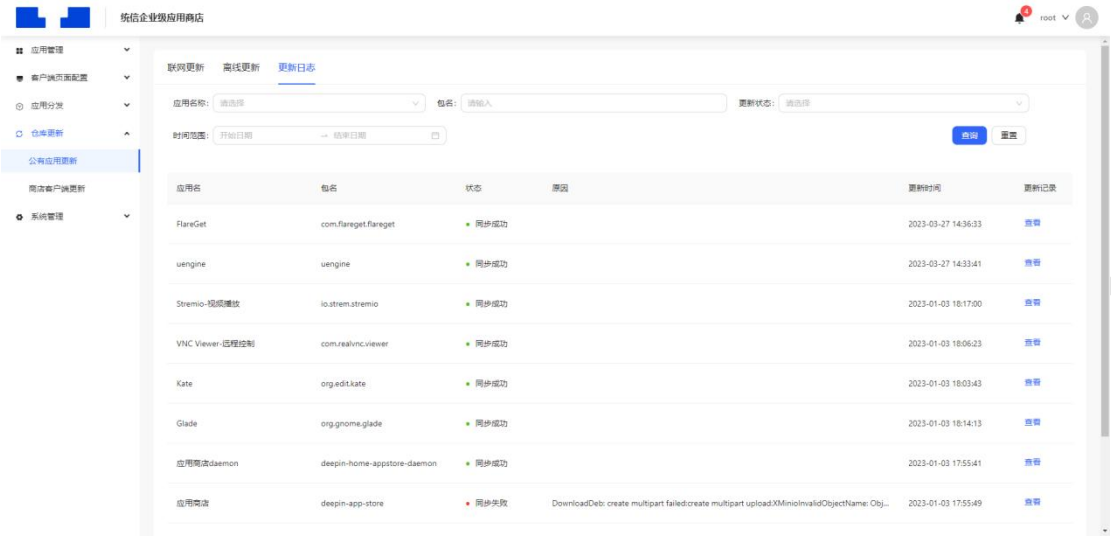 统信企业级应用商店
4
root
应用管理
客户端页面配置
应用分发
仓库更新
公有应用更新
商店客户端更新
系统管理
联网更新 离线更新 更新日志
应用名称: 请选择 包名: 请输入 更新状态: 请选择
时间范围: 开始日期 → 结束日期 查询 重置
应用名 包名 状态 原因 更新时间 更新记录
FlareGet com.flareget.flareget 同步成功 2023-03-27 14:36:33 查看
uengine uengine 同步成功 2023-03-27 14:33:41 查看
Stremio-视频播放 io.strem.stremio 同步成功 2023-01-03 18:17:00 查看
VNC Viewer-远程控制 com.realvnc.viewer 同步成功 2023-01-03 18:06:23 查看
Kate org.edit.kate 同步成功 2023-01-03 18:03:43 查看
Glade org.gnome.glade 同步成功 2023-01-03 18:14:13 查看
应用商店daemon deepin-home-appstore-daemon 同步成功 2023-01-03 17:55:41 查看
应用商店 deepin-app-store 同步失败 DownloadDeb: create multipart failed:create multipart upload:XMinioInvalidObjectName: Obj... 2023-01-03 17:55:49 查看